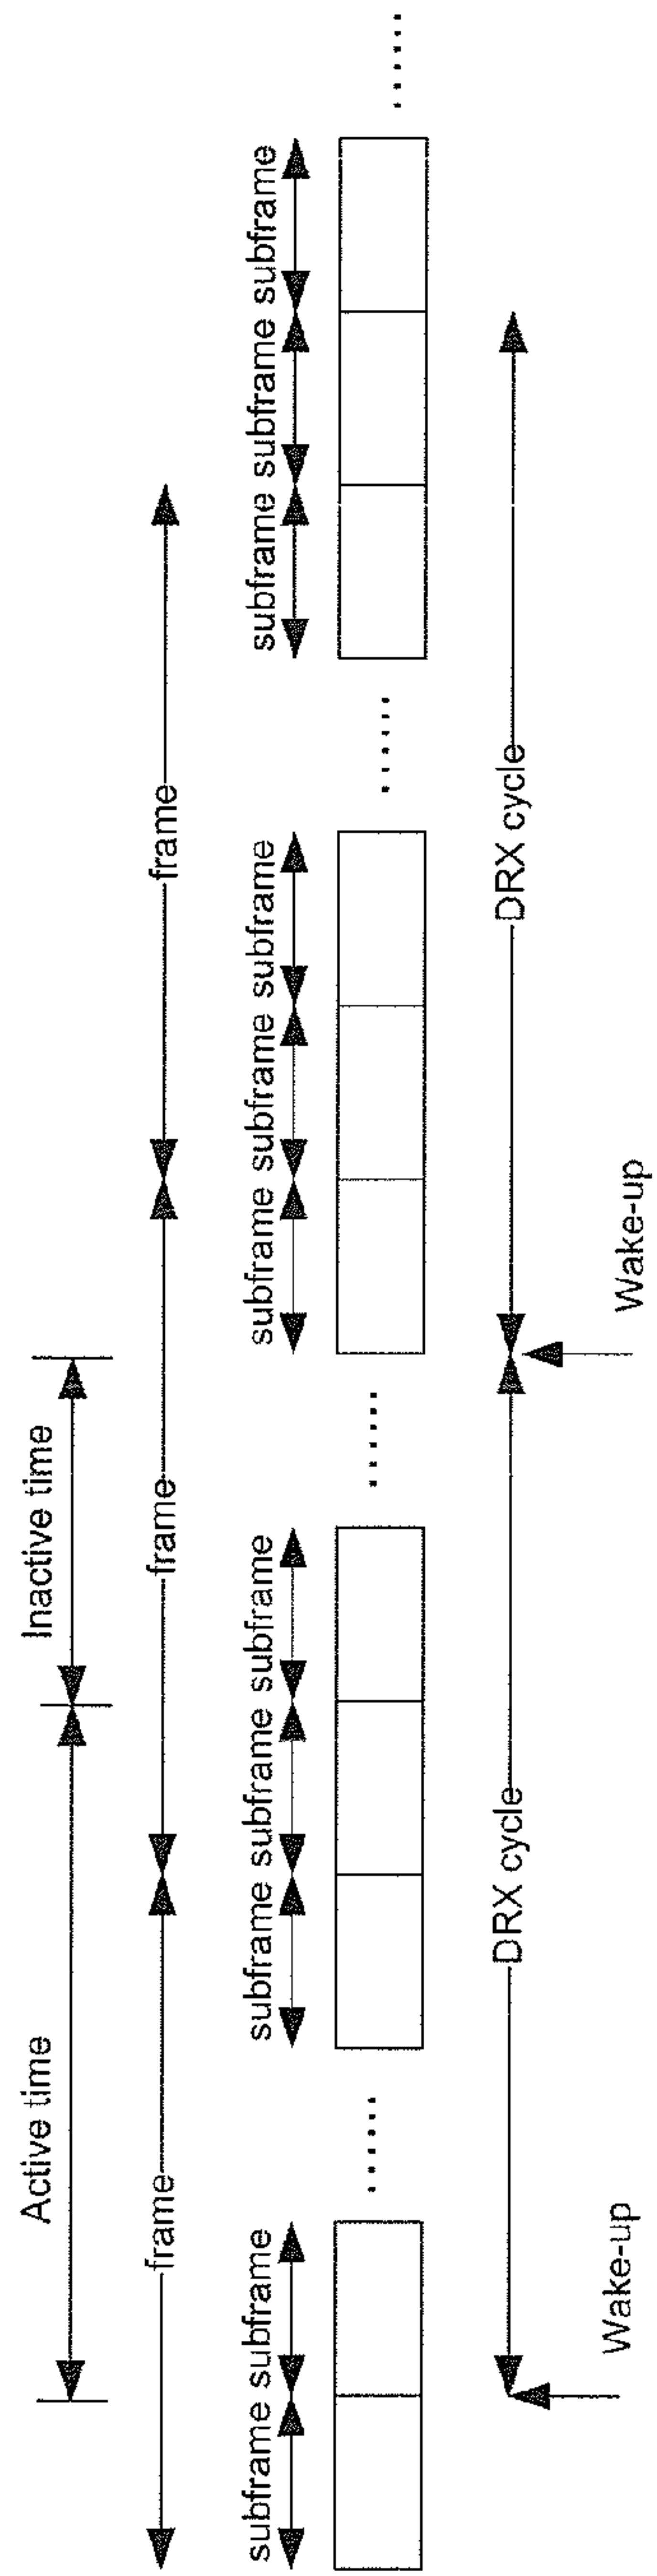 Active time Inactive time
frame frame frame
subframe subframe subframe subframe subframe subframe subframe subframe subframe subframe subframe
...... ...... ...... ......
DRX cycle DRX cycle
Wake-up Wake-up